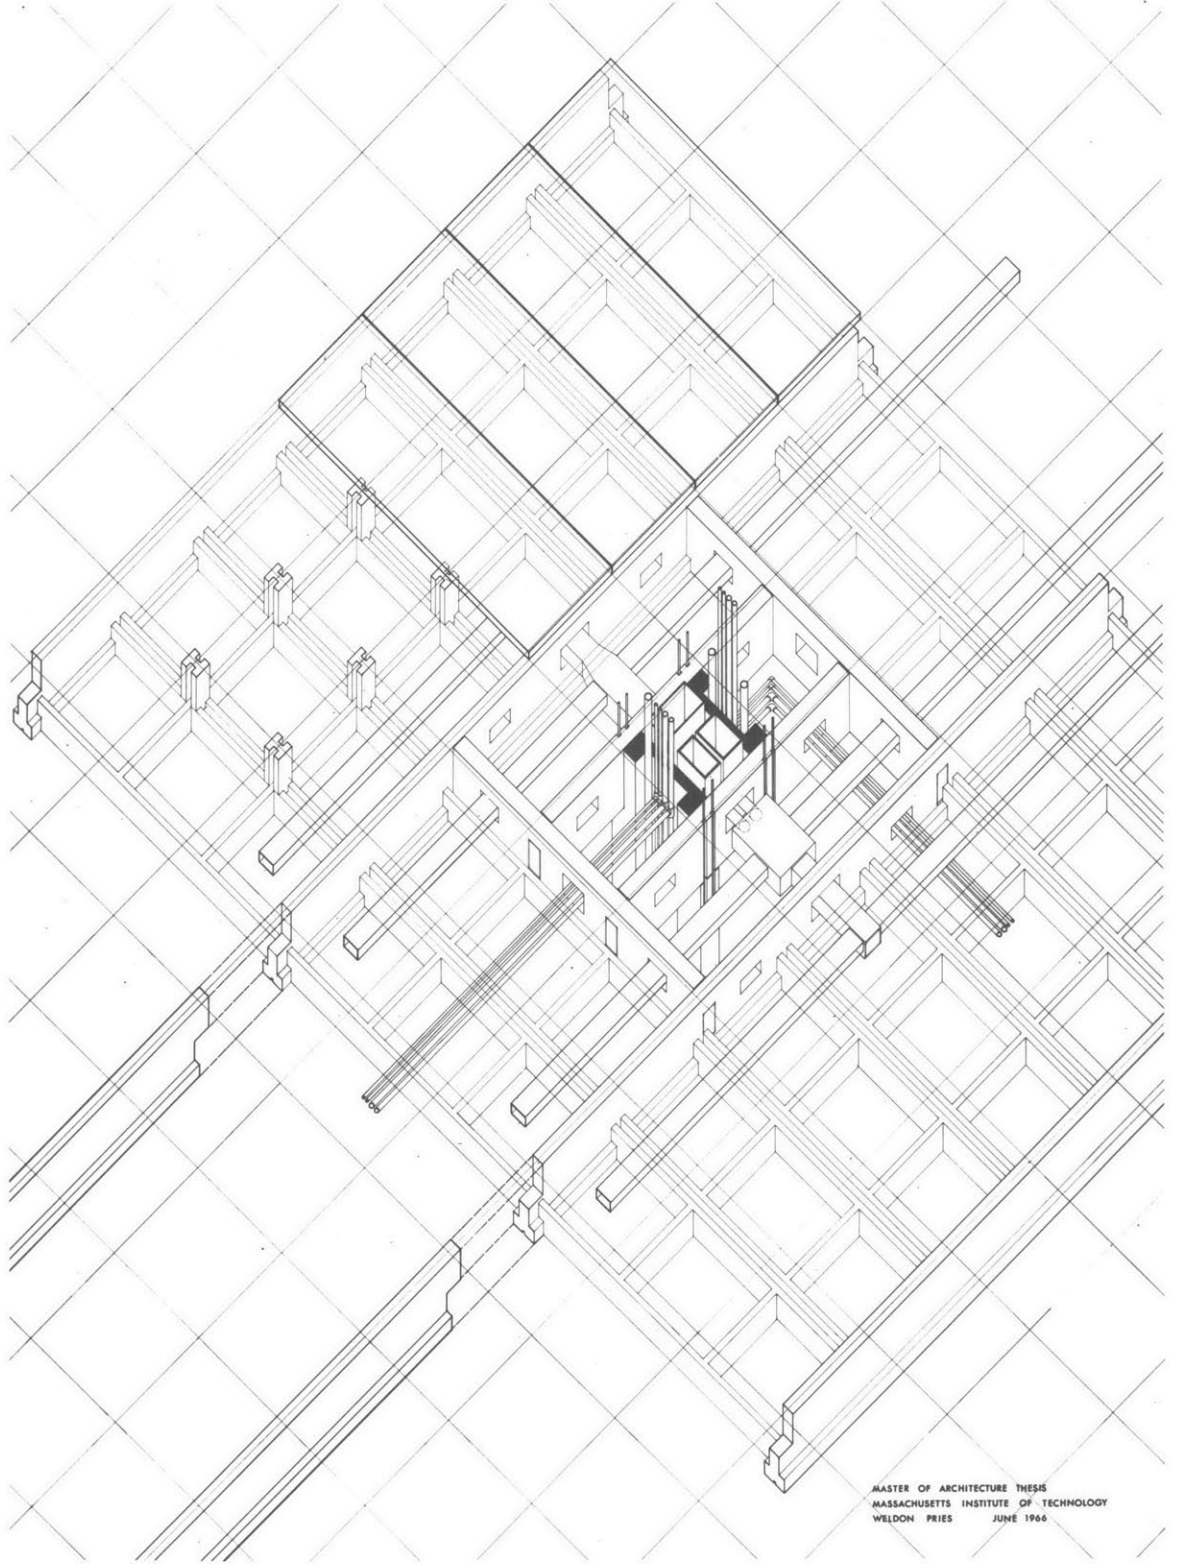 MASTER OF ARCHITECTURE THESIS
MASSACHUSETTS INSTITUTE OF TECHNOLOGY
WELDON PRIES JUNE 1966